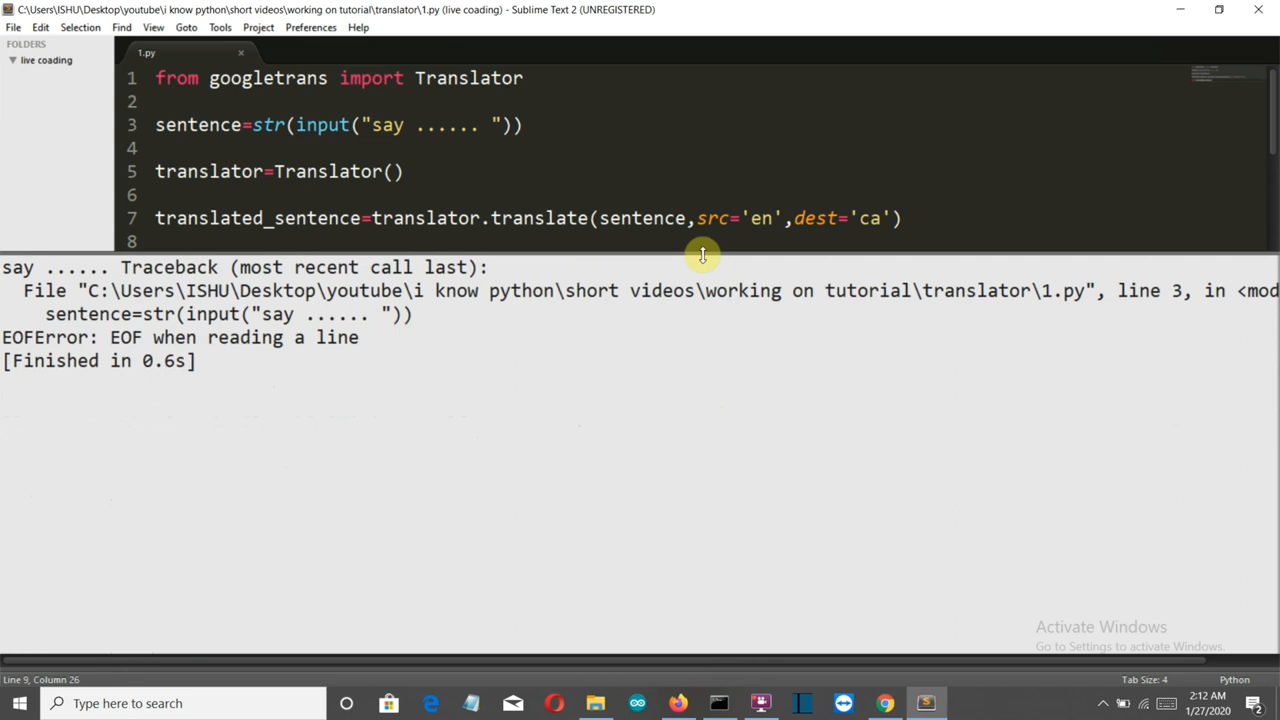 C:\Users\ISHU\Desktop\youtube\i know python\short videos\working on tutorial\translator\1.py (live coading) - Sublime Text 2 (UNREGISTERED)
File Edit Selection Find View Goto Tools Project Preferences Help
FOLDERS
live coading
1.py
1 from googletrans import Translator
2
3 sentence=str(input("say ...... "))
4
5 translator=Translator()
6
7 translated_sentence=translator.translate(sentence,src='en',dest='ca')
8
say ...... Traceback (most recent call last):
File "C:\Users\ISHU\Desktop\youtube\i know python\short videos\working on tutorial\translator\1.py", line 3, in <mod
sentence=str(input("say ...... "))
EOFError: EOF when reading a line
[Finished in 0.6s]
Activate Windows
Go to Settings to activate Windows.
Line 9, Column 26
Tab Size: 4
Python
Type here to search
2:12 AM
1/27/2020
2